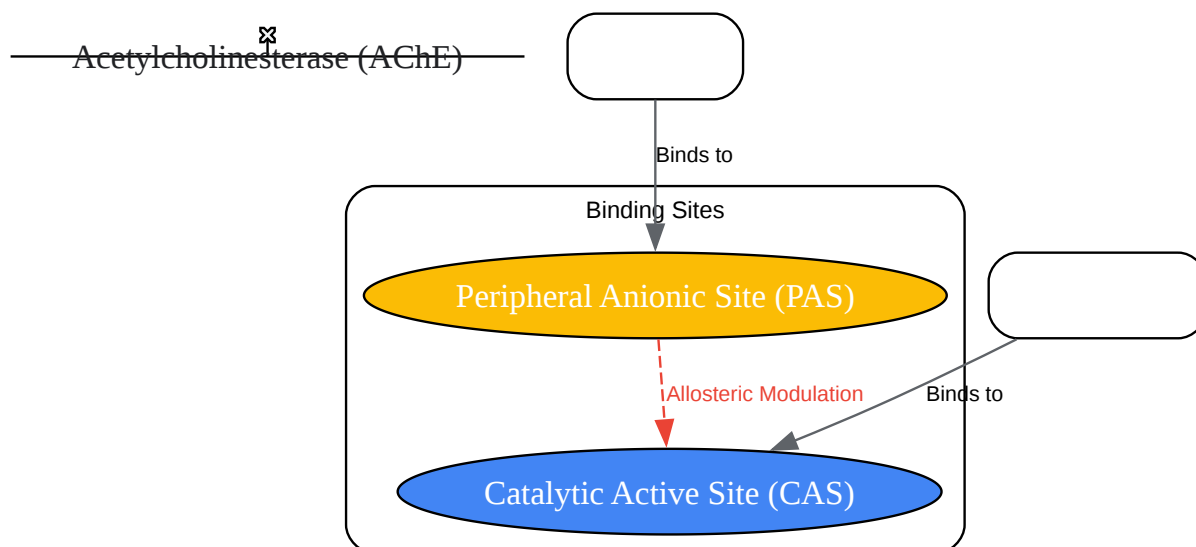 Acetylcholinesterase (AChE)
Binds to
Binding Sites
Peripheral Anionic Site (PAS)
Allosteric Modulation
Binds to
Catalytic Active Site (CAS)